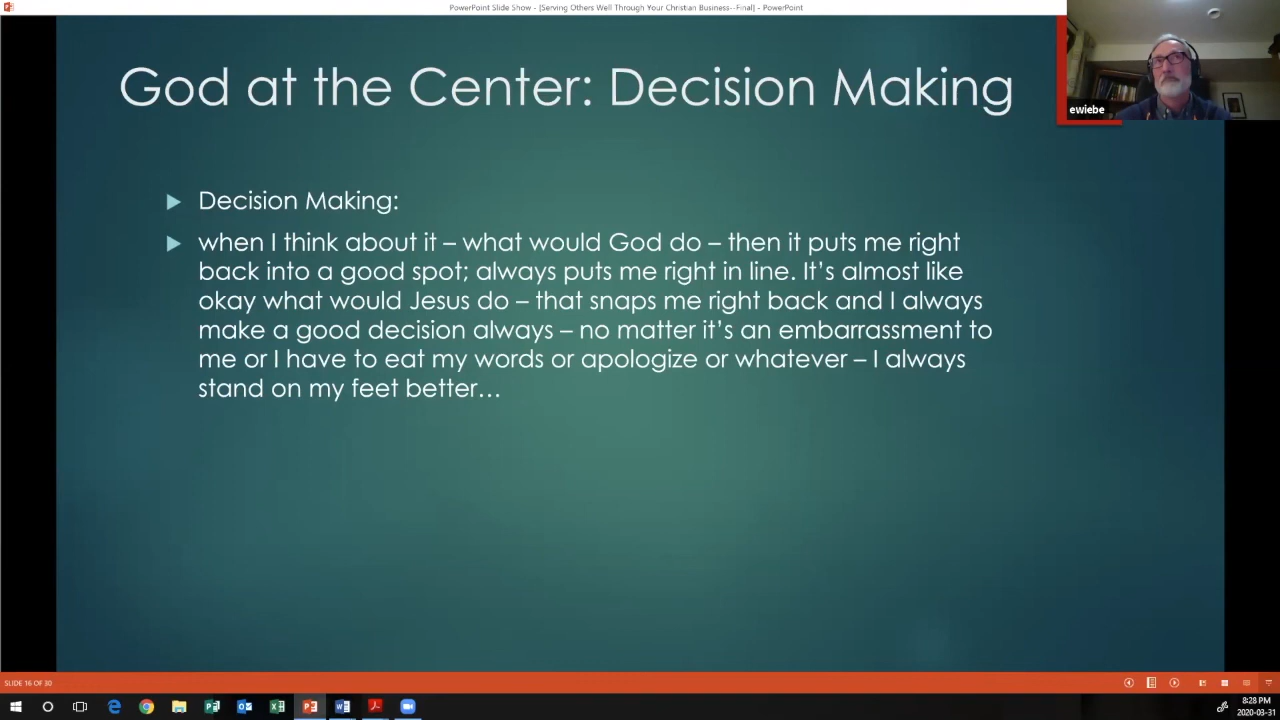 PowerPoint Slide Show - [Serving Others Well Through Your Christian Business--Final] - PowerPoint
God at the Center: Decision Making
ewiebe
Decision Making:
when I think about it – what would God do – then it puts me right
back into a good spot; always puts me right in line. It’s almost like
okay what would Jesus do – that snaps me right back and I always
make a good decision always – no matter it’s an embarrassment to
me or I have to eat my words or apologize or whatever – I always
stand on my feet better…
SLIDE 16 OF 30
8:28 PM
2020-03-31